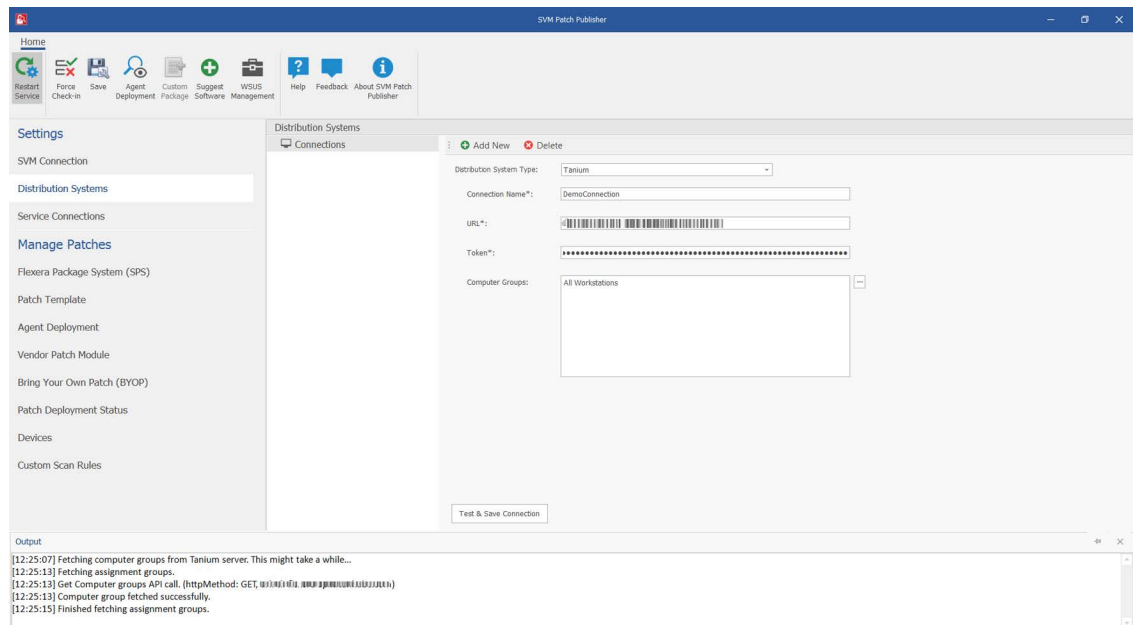 SVM Patch Publisher
Home
Restart Service
Force Check-in
Save
Agent Deployment
Custom Package
Suggest Software
WSUS Management
Help
Feedback
About SVM Patch Publisher
Settings
SVM Connection
Distribution Systems
Service Connections
Manage Patches
Flexera Package System (SPS)
Patch Template
Agent Deployment
Vendor Patch Module
Bring Your Own Patch (BYOP)
Patch Deployment Status
Devices
Custom Scan Rules
Distribution Systems
Connections
Add New Delete
Distribution System Type: Tanium
Connection Name*: DemoConnection
URL*:
Token*: 
Computer Groups: All Workstations ...
Test & Save Connection
Output
[12:25:07] Fetching computer groups from Tanium server. This might take a while...
[12:25:13] Fetching assignment groups.
[12:25:13] Get Computer groups API call. (httpMethod: GET, )
[12:25:13] Computer group fetched successfully.
[12:25:15] Finished fetching assignment groups.